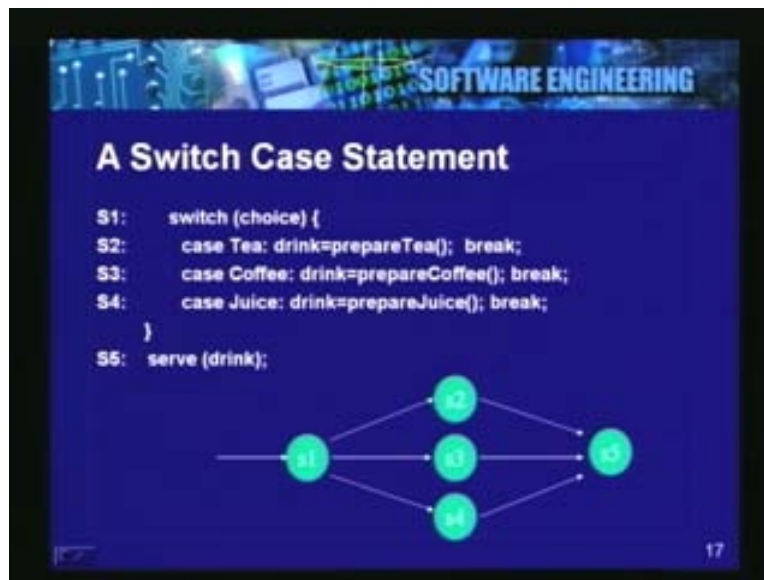 SOFTWARE ENGINEERING
A Switch Case Statement
S1: switch (choice) {
S2: case Tea: drink=prepareTea(); break;
S3: case Coffee: drink=prepareCoffee(); break;
S4: case Juice: drink=prepareJuice(); break;
}
S5: serve (drink);
s2
s1 s3 s5
s4
17